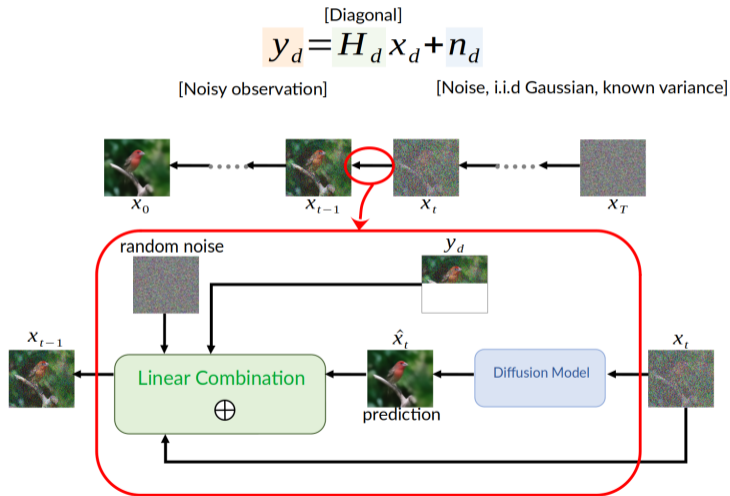 [Diagonal]
y_d = H_d x_d + n_d
[Noisy observation]
[Noise, i.i.d Gaussian, known variance]
x_0
x_{t-1}
x_t
x_T
random noise
y_d
x_{t-1}
x̂_t
x_t
Linear Combination
⊕
Diffusion Model
prediction